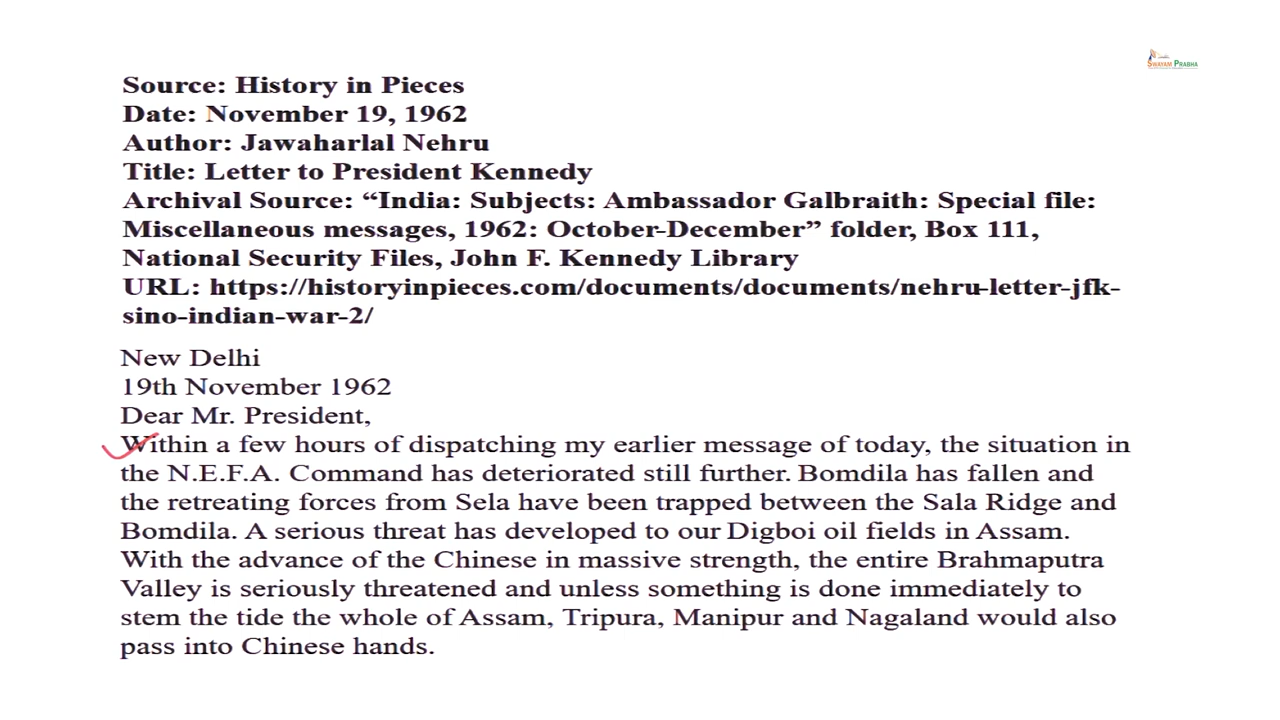 SWAYAM PRABHA
Source: History in Pieces
Date: November 19, 1962
Author: Jawaharlal Nehru
Title: Letter to President Kennedy
Archival Source: “India: Subjects: Ambassador Galbraith: Special file:
Miscellaneous messages, 1962: October-December” folder, Box 111,
National Security Files, John F. Kennedy Library
URL: https://historyinpieces.com/documents/documents/nehru-letter-jfk-
sino-indian-war-2/
New Delhi
19th November 1962
Dear Mr. President,
Within a few hours of dispatching my earlier message of today, the situation in
the N.E.F.A. Command has deteriorated still further. Bomdila has fallen and
the retreating forces from Sela have been trapped between the Sala Ridge and
Bomdila. A serious threat has developed to our Digboi oil fields in Assam.
With the advance of the Chinese in massive strength, the entire Brahmaputra
Valley is seriously threatened and unless something is done immediately to
stem the tide the whole of Assam, Tripura, Manipur and Nagaland would also
pass into Chinese hands.